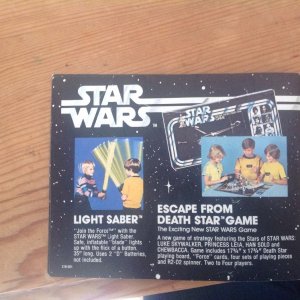 STAR WARS
STAR WARS
LIGHT SABER™
"Join the Force"™ with the
STAR WARS™ Light Saber.
Safe, inflatable "blade" lights
up with the flick of a button.
35" long. Uses 2 "D" Batteries,
not included.
ESCAPE FROM
DEATH STAR™ GAME
The Exciting New STAR WARS Game
A new game of strategy featuring the Stars of STAR WARS.
LUKE SKYWALKER, PRINCESS LEIA, HAN SOLO and
CHEWBACCA. Game includes 17¾" x 17¾" Death Star
playing board, "Force" cards, four sets of playing pieces
and R2-D2 spinner. Two to Four players.